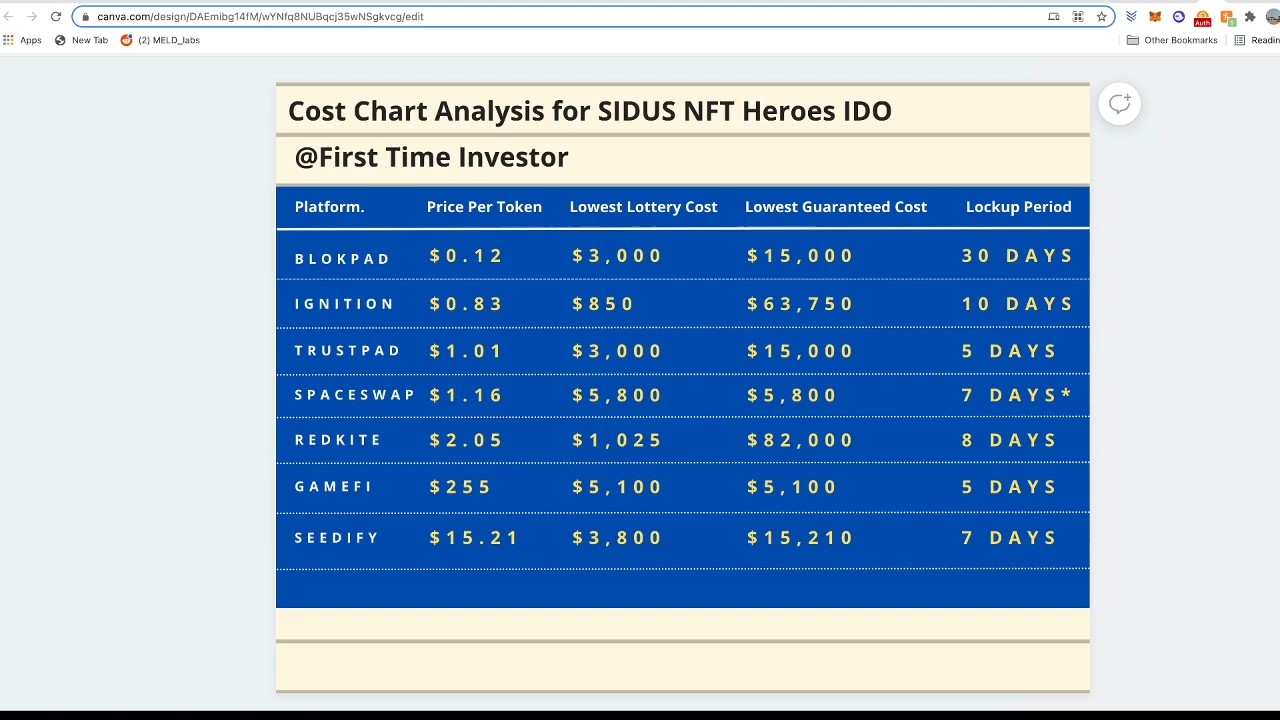 canva.com/design/DAEmibg14fM/wYNfq8NUBqcj35wNSgkvcg/edit
Auth
Apps New Tab (2) MELD_labs Other Bookmarks Readin
Cost Chart Analysis for SIDUS NFT Heroes IDO
@First Time Investor
Platform. Price Per Token Lowest Lottery Cost Lowest Guaranteed Cost Lockup Period
BLOKPAD $0.12 $3,000 $15,000 30 DAYS
IGNITION $0.83 $850 $63,750 10 DAYS
TRUSTPAD $1.01 $3,000 $15,000 5 DAYS
SPACESWAP $1.16 $5,800 $5,800 7 DAYS*
REDKITE $2.05 $1,025 $82,000 8 DAYS
GAMEFI $255 $5,100 $5,100 5 DAYS
SEEDIFY $15.21 $3,800 $15,210 7 DAYS